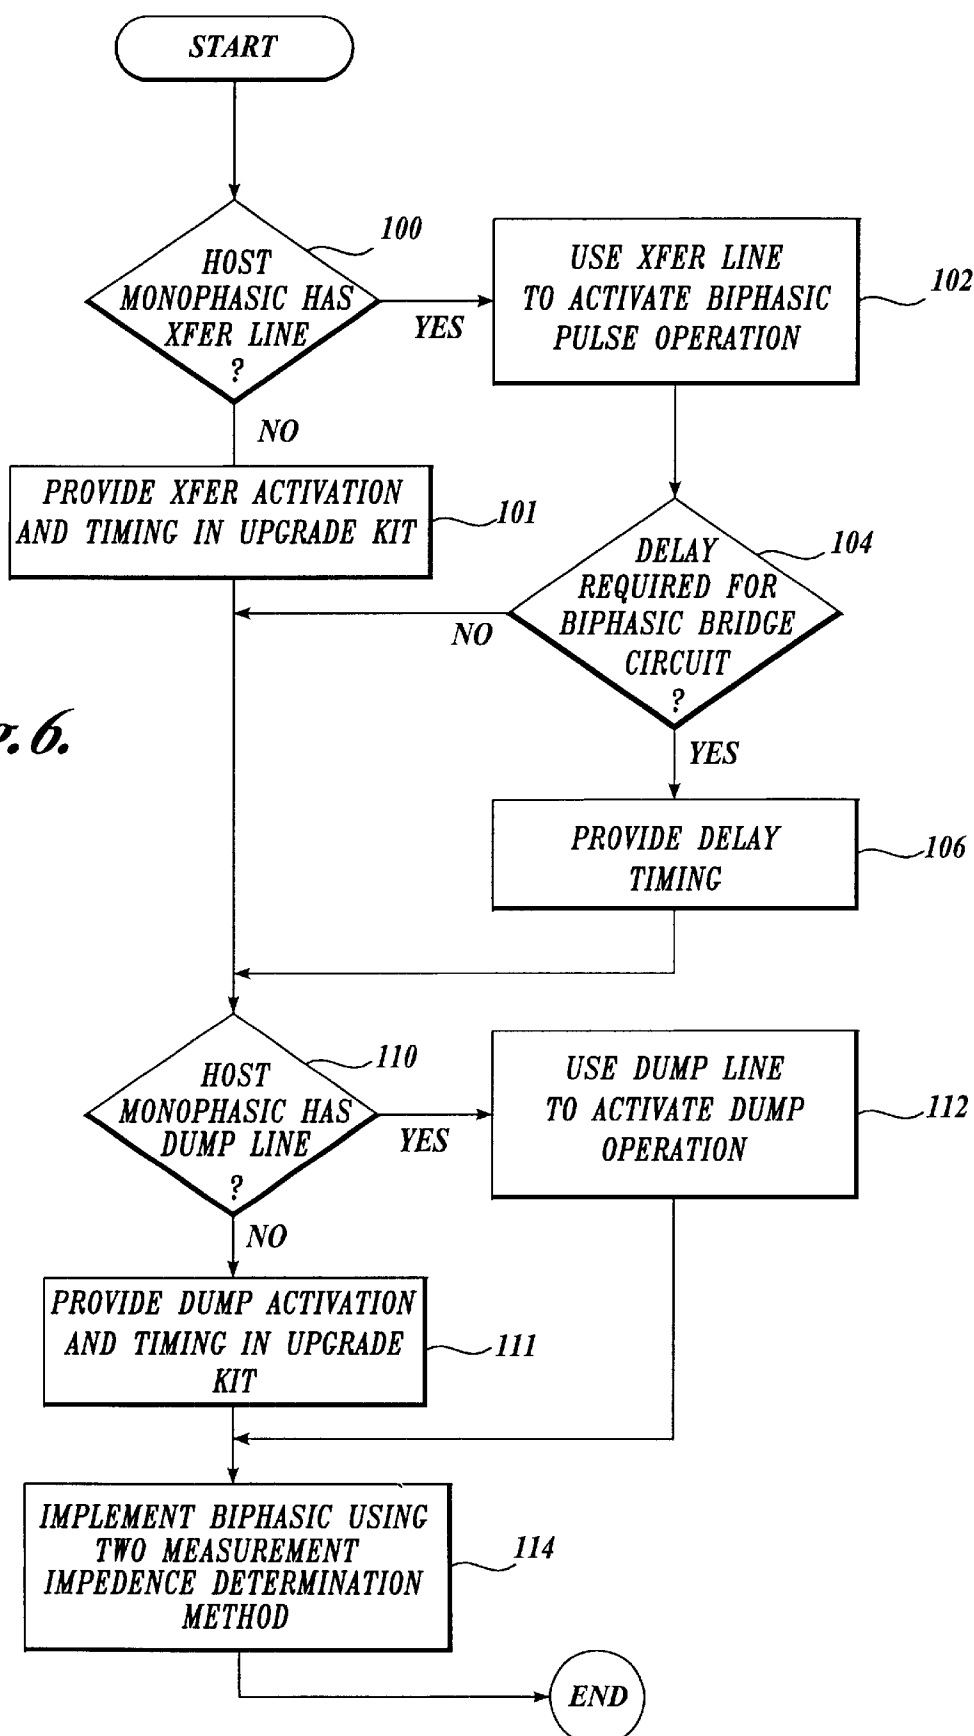 START
100
HOST
MONOPHASIC HAS
XFER LINE
?
YES
USE XFER LINE
TO ACTIVATE BIPHASIC
PULSE OPERATION
102
NO
PROVIDE XFER ACTIVATION
AND TIMING IN UPGRADE KIT
101
DELAY
REQUIRED FOR
BIPHASIC BRIDGE
CIRCUIT
?
104
NO
YES
6.
PROVIDE DELAY
TIMING
106
110
HOST
MONOPHASIC HAS
DUMP LINE
?
YES
USE DUMP LINE
TO ACTIVATE DUMP
OPERATION
112
NO
PROVIDE DUMP ACTIVATION
AND TIMING IN UPGRADE
KIT
111
IMPLEMENT BIPHASIC USING
TWO MEASUREMENT
IMPEDENCE DETERMINATION
METHOD
114
END